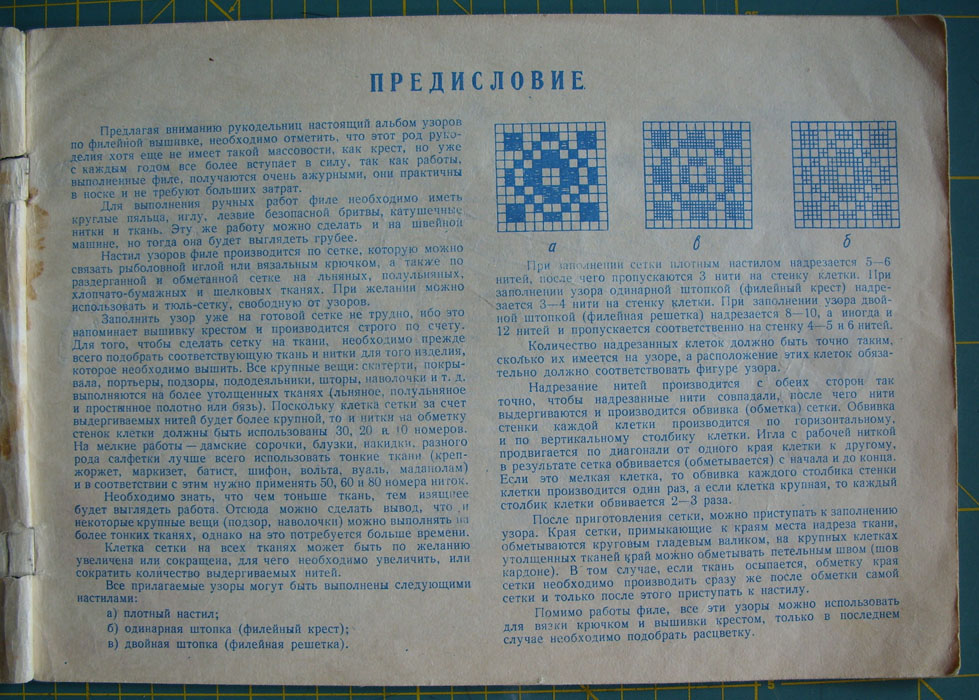 ПРЕДИСЛОВИЕ
Предлагая вниманию рукодельниц настоящий альбом узоров
по филейной вышивке, необходимо отметить, что этот род руко-
делия хотя еще не имеет такой массовости, как крест, но уже
с каждым годом все более вступает в силу, так как работы,
выполненные филе, получаются очень ажурными, они практичны
в носке и не требуют больших затрат.
Для выполнения ручных работ филе необходимо иметь
круглые пяльца, иглу, лезвие безопасной бритвы, катушечные
нитки и ткань. Эту же работу можно сделать и на швейной
машине, но тогда она будет выглядеть грубее.
Настил узоров филе производится по сетке, которую можно
связать рыболовной иглой или вязальным крючком, а также по
раздерганной и обметанной сетке на льняных, полульняных,
хлопчато-бумажных и шелковых тканях. При желании можно
использовать и тюль-сетку, свободную от узоров.
Заполнить узор уже на готовой сетке не трудно, ибо это
напоминает вышивку крестом и производится строго по счету.
Для того, чтобы сделать сетку на ткани, необходимо прежде
всего подобрать соответствующую ткань и нитки для того изделия,
которое необходимо вышить. Все крупные вещи: скатерти, покры-
вала, портьеры, подзоры, пододеяльники, шторы, наволочки и т. д.
выполняются на более утолщенных тканях (льняное, полульняное
и простынное полотно или бязь). Поскольку клетка сетки за счет
выдергиваемых нитей будет более крупной, то и нитки на обметку
стенок клетки должны быть использованы 30, 20 и 10 номеров.
На мелкие работы — дамские сорочки, блузки, накидки, разного
рода салфетки лучше всего использовать тонкие ткани (креп-
жоржет, маркизет, батист, шифон, вольта, вуаль, мадаполам)
и в соответствии с этим нужно применять 50, 60 и 80 номера ниток.
Необходимо знать, что чем тоньше ткань, тем изящнее
будет выглядеть работа. Отсюда можно сделать вывод, что и
некоторые крупные вещи (подзор, наволочки) можно выполнять на
более тонких тканях, однако на это потребуется больше времени.
Клетка сетки на всех тканях может быть по желанию
увеличена или сокращена, для чего необходимо увеличить, или
сократить количество выдергиваемых нитей.
Все прилагаемые узоры могут быть выполнены следующими
настилами:
а) плотный настил;
б) одинарная штопка (филейный крест);
в) двойная штопка (филейная решетка).
а
в
б
При заполнении сетки плотным настилом надрезается 5—6
нитей, после чего пропускаются 3 нити на стенку клетки. При
заполнении узора одинарной штопкой (филейный крест) надре-
зается 3—4 нити на стенку клетки. При заполнении узора двой-
ной штопкой (филейная решетка) надрезается 8—10, а иногда и
12 нитей и пропускается соответственно на стенку 4—5 и 6 нитей.
Количество надрезанных клеток должно быть точно таким,
сколько их имеется на узоре, а расположение этих клеток обяза-
тельно должно соответствовать фигуре узора.
Надрезание нитей производится с обеих сторон так
точно, чтобы надрезанные нити совпадали, после чего нити
выдергиваются и производится обвивка (обметка) сетки. Обвивка
стенки каждой клетки производится по горизонтальному,
и по вертикальному столбику клетки. Игла с рабочей ниткой
продвигается по диагонали от одного края клетки к другому,
в результате сетка обвивается (обметывается) с начала и до конца.
Если это мелкая клетка, то обвивка каждого столбика стенки
клетки производится один раз, а если клетка крупная, то каждый
столбик клетки обвивается 2—3 раза.
После приготовления сетки, можно приступать к заполнению
узора. Края сетки, примыкающие к краям места надреза ткани,
обметываются круговым гладевым валиком, на крупных клетках
утолщенных тканей край можно обметывать петельным швом (шов
кардоне). В том случае, если ткань осыпается, обметку края
сетки необходимо производить сразу же после обметки самой
сетки и только после этого приступать к настилу.
Помимо работы филе, все эти узоры можно использовать
для вязки крючком и вышивки крестом, только в последнем
случае необходимо подобрать расцветку.